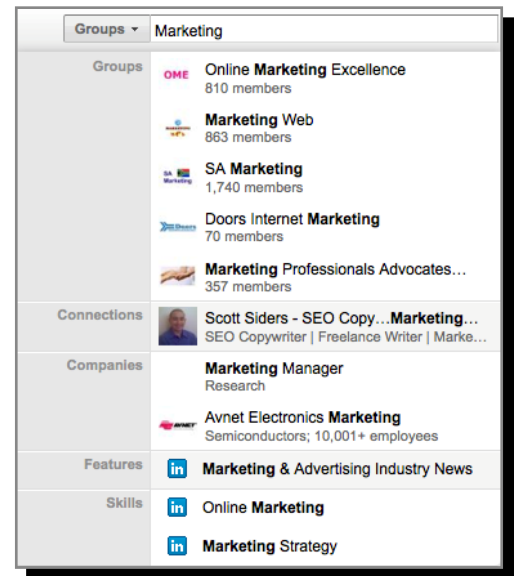 Groups Marketing
Groups
OME Online Marketing Excellence
810 members
Marketing Web
863 members
SA Marketing SA Marketing
1,740 members
Doors Doors Internet Marketing
70 members
Marketing Professionals Advocates…
357 members
Connections
Scott Siders - SEO Copy…Marketing…
SEO Copywriter | Freelance Writer | Marke…
Companies
Marketing Manager
Research
AVNET Avnet Electronics Marketing
Semiconductors; 10,001+ employees
Features
in Marketing & Advertising Industry News
Skills
in Online Marketing
in Marketing Strategy